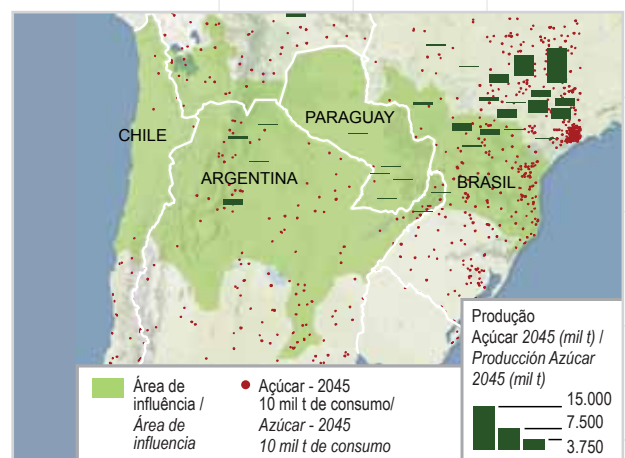 CHILE
PARAGUAY
ARGENTINA
BRASIL
Área de
influência /
Área de
influencia
Açúcar - 2045
10 mil t de consumo/
Azúcar - 2045
10 mil t de consumo
Produção
Açúcar 2045 (mil t) /
Producción Azúcar
2045 (mil t)
15.000
7.500
3.750